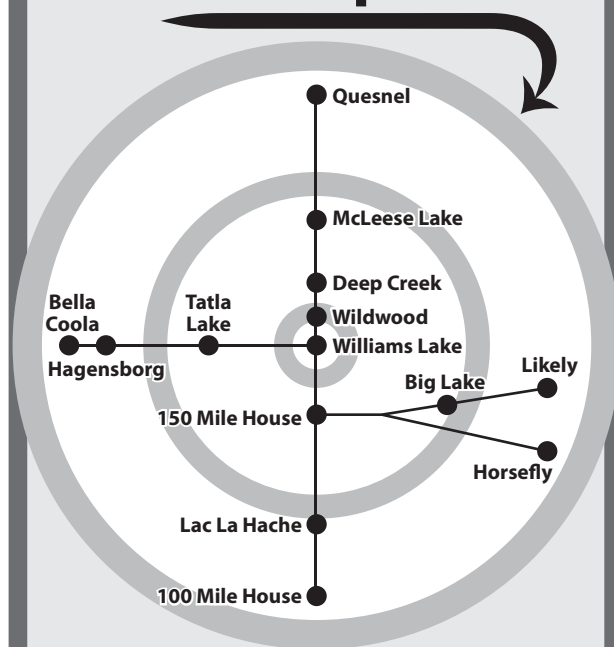 Quesnel
McLeese Lake
Deep Creek
Wildwood
Williams Lake
Bella
Coola
Tatla
Lake
Hagensborg
Likely
Big Lake
150 Mile House
Horsefly
Lac La Hache
100 Mile House